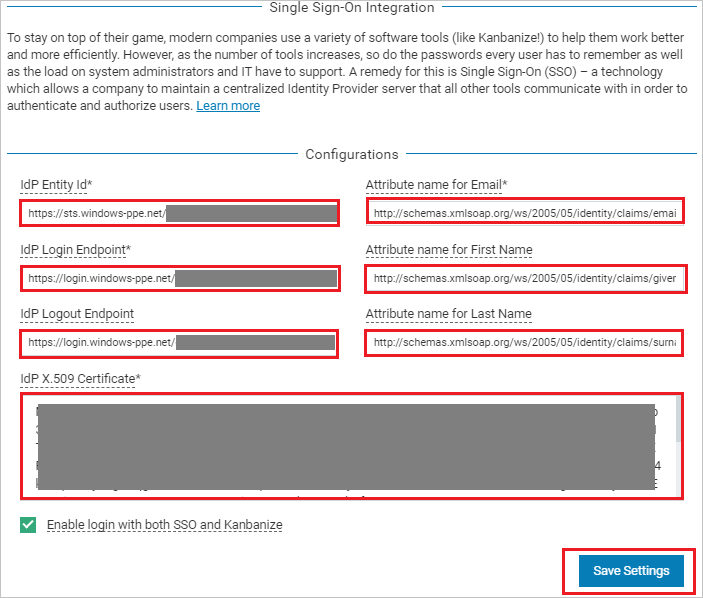 Single Sign-On Integration
To stay on top of their game, modern companies use a variety of software tools (like Kanbanize!) to help them work better
and more efficiently. However, as the number of tools increases, so do the passwords every user has to remember as well
as the load on system administrators and IT have to support. A remedy for this is Single Sign-On (SSO) – a technology
which allows a company to maintain a centralized Identity Provider server that all other tools communicate with in order to
authenticate and authorize users. Learn more
Configurations
IdP Entity Id*
Attribute name for Email*
https://sts.windows-ppe.net/
http://schemas.xmlsoap.org/ws/2005/05/identity/claims/emai
IdP Login Endpoint*
Attribute name for First Name
https://login.windows-ppe.net/
http://schemas.xmlsoap.org/ws/2005/05/identity/claims/giver
IdP Logout Endpoint
Attribute name for Last Name
https://login.windows-ppe.net/
http://schemas.xmlsoap.org/ws/2005/05/identity/claims/surna
IdP X.509 Certificate*
Enable login with both SSO and Kanbanize
Save Settings